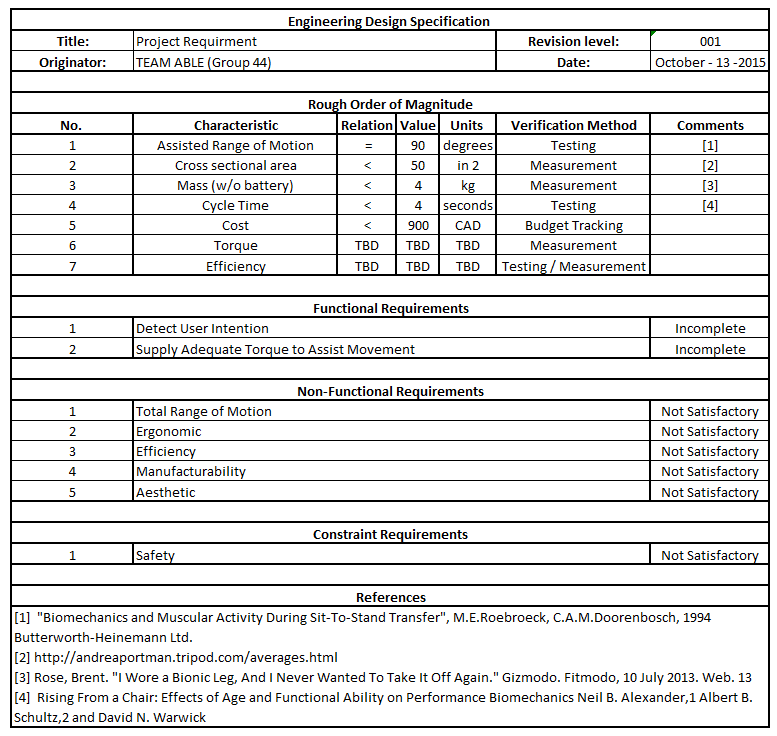 Engineering Design Specification
Title: Project Requirment Revision level: 001
Originator: TEAM ABLE (Group 44) Date: October - 13 -2015
Rough Order of Magnitude
No. Characteristic Relation Value Units Verification Method Comments
1 Assisted Range of Motion = 90 degrees Testing [1]
2 Cross sectional area < 50 in 2 Measurement [2]
3 Mass (w/o battery) < 4 kg Measurement [3]
4 Cycle Time < 4 seconds Testing [4]
5 Cost < 900 CAD Budget Tracking
6 Torque TBD TBD TBD Measurement
7 Efficiency TBD TBD TBD Testing / Measurement
Functional Requirements
1 Detect User Intention Incomplete
2 Supply Adequate Torque to Assist Movement Incomplete
Non-Functional Requirements
1 Total Range of Motion Not Satisfactory
2 Ergonomic Not Satisfactory
3 Efficiency Not Satisfactory
4 Manufacturability Not Satisfactory
5 Aesthetic Not Satisfactory
Constraint Requirements
1 Safety Not Satisfactory
References
[1] "Biomechanics and Muscular Activity During Sit-To-Stand Transfer", M.E.Roebroeck, C.A.M.Doorenbosch, 1994
Butterworth-Heinemann Ltd.
[2] http://andreaportman.tripod.com/averages.html
[3] Rose, Brent. "I Wore a Bionic Leg, And I Never Wanted To Take It Off Again." Gizmodo. Fitmodo, 10 July 2013. Web. 13
[4] Rising From a Chair: Effects of Age and Functional Ability on Performance Biomechanics Neil B. Alexander,1 Albert B.
Schultz,2 and David N. Warwick